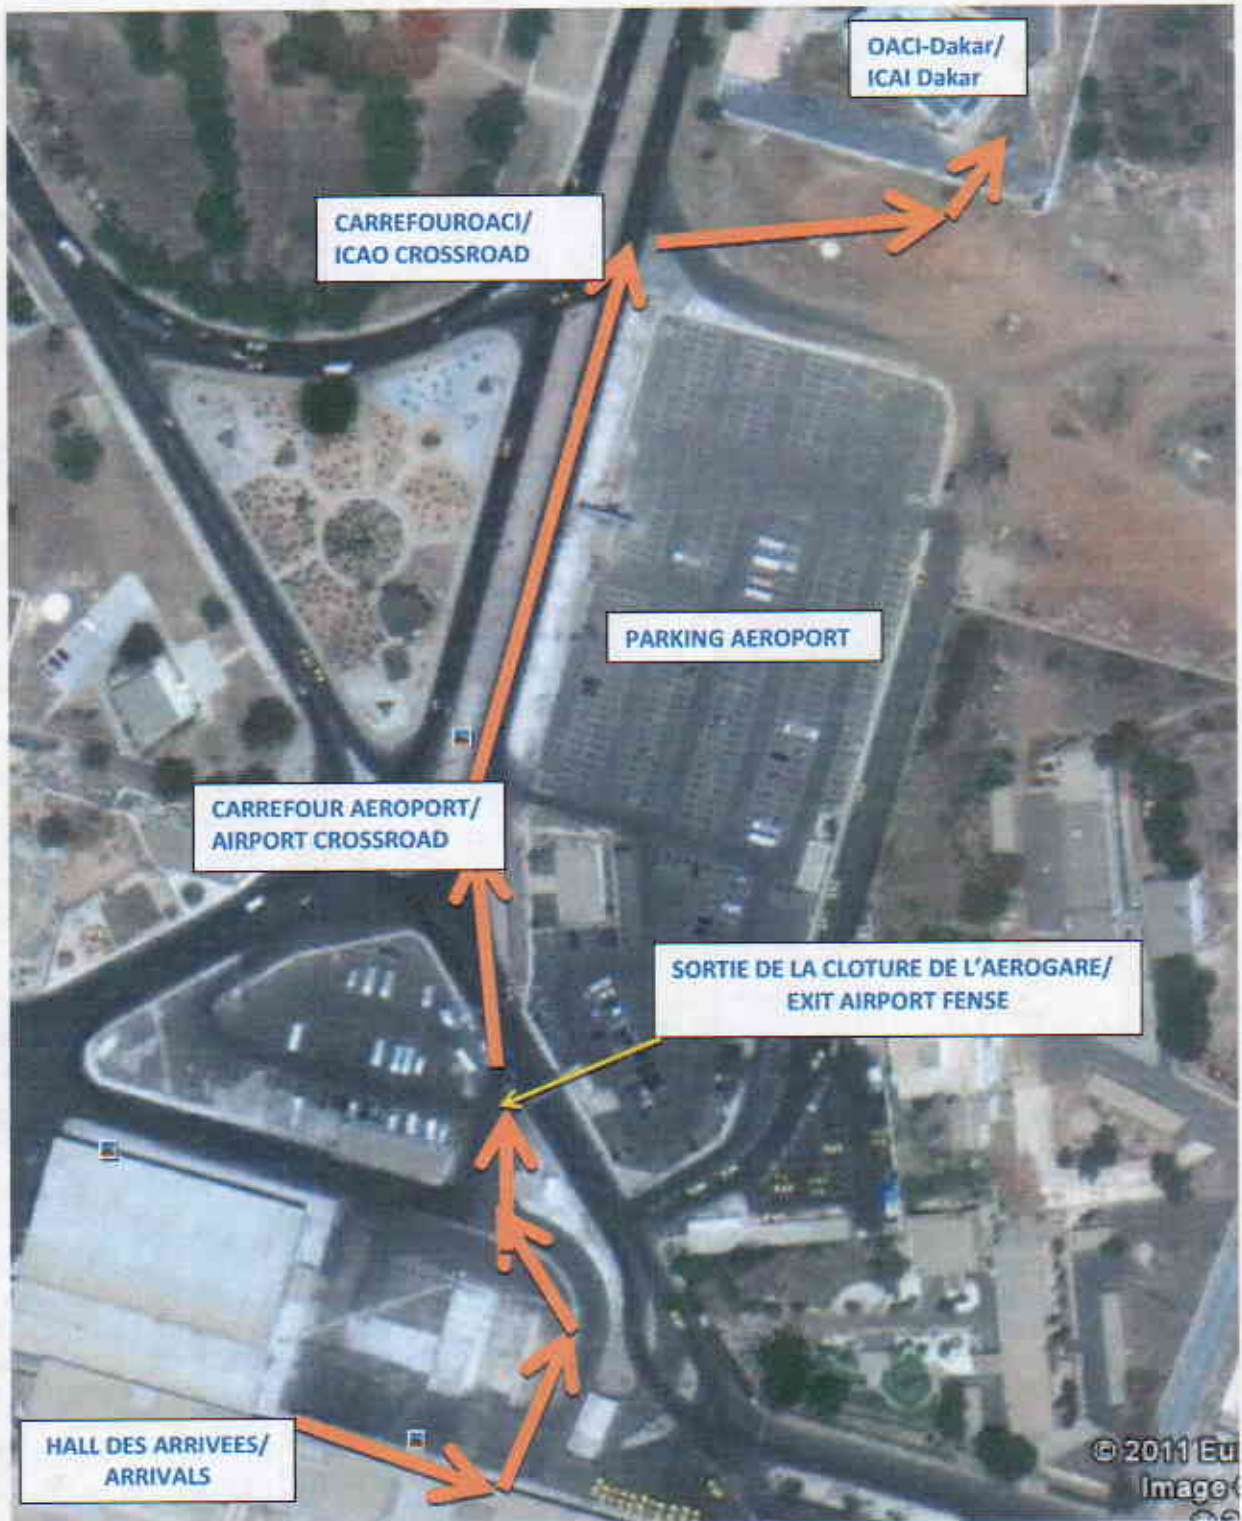 OACI-Dakar/
ICAI Dakar
CARREFOUROACI/
ICAO CROSSROAD
PARKING AEROPORT
CARREFOUR AEROPORT/
AIRPORT CROSSROAD
SORTIE DE LA CLOTURE DE L'AEROGARE/
EXIT AIRPORT FENSE
HALL DES ARRIVEES/
ARRIVALS
© 2011 Eu
Image